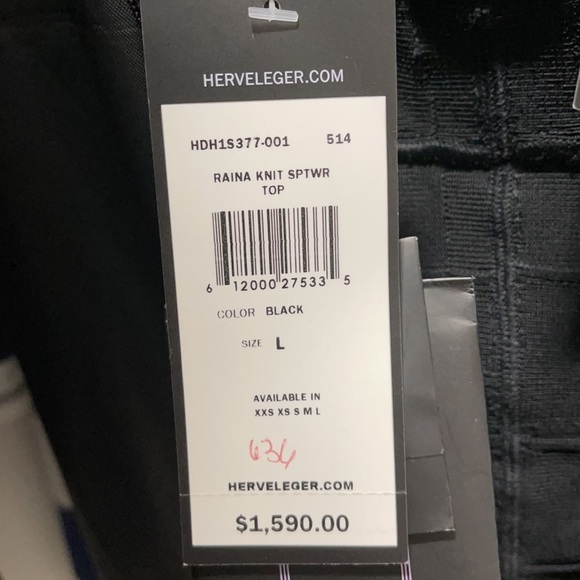 HERVELEGER.COM
HDH1S377-001 514
RAINA KNIT SPTWR
TOP
6 12000 27533 5
COLOR BLACK
SIZE L
AVAILABLE IN
XXS XS S M L
636
HERVELEGER.COM
$1,590.00